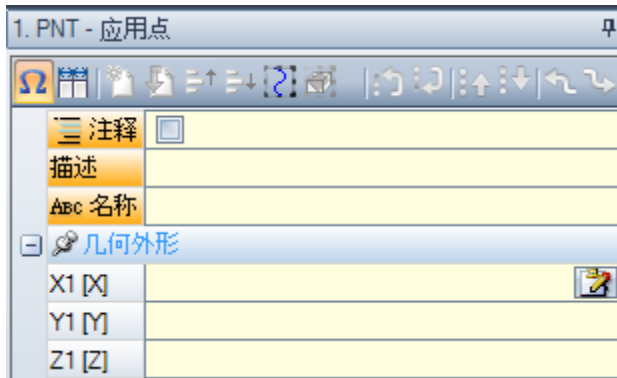 1. PNT - 应用点
Ω
注释
描述
ABC 名称
几何外形
X1 [X]
Y1 [Y]
Z1 [Z]